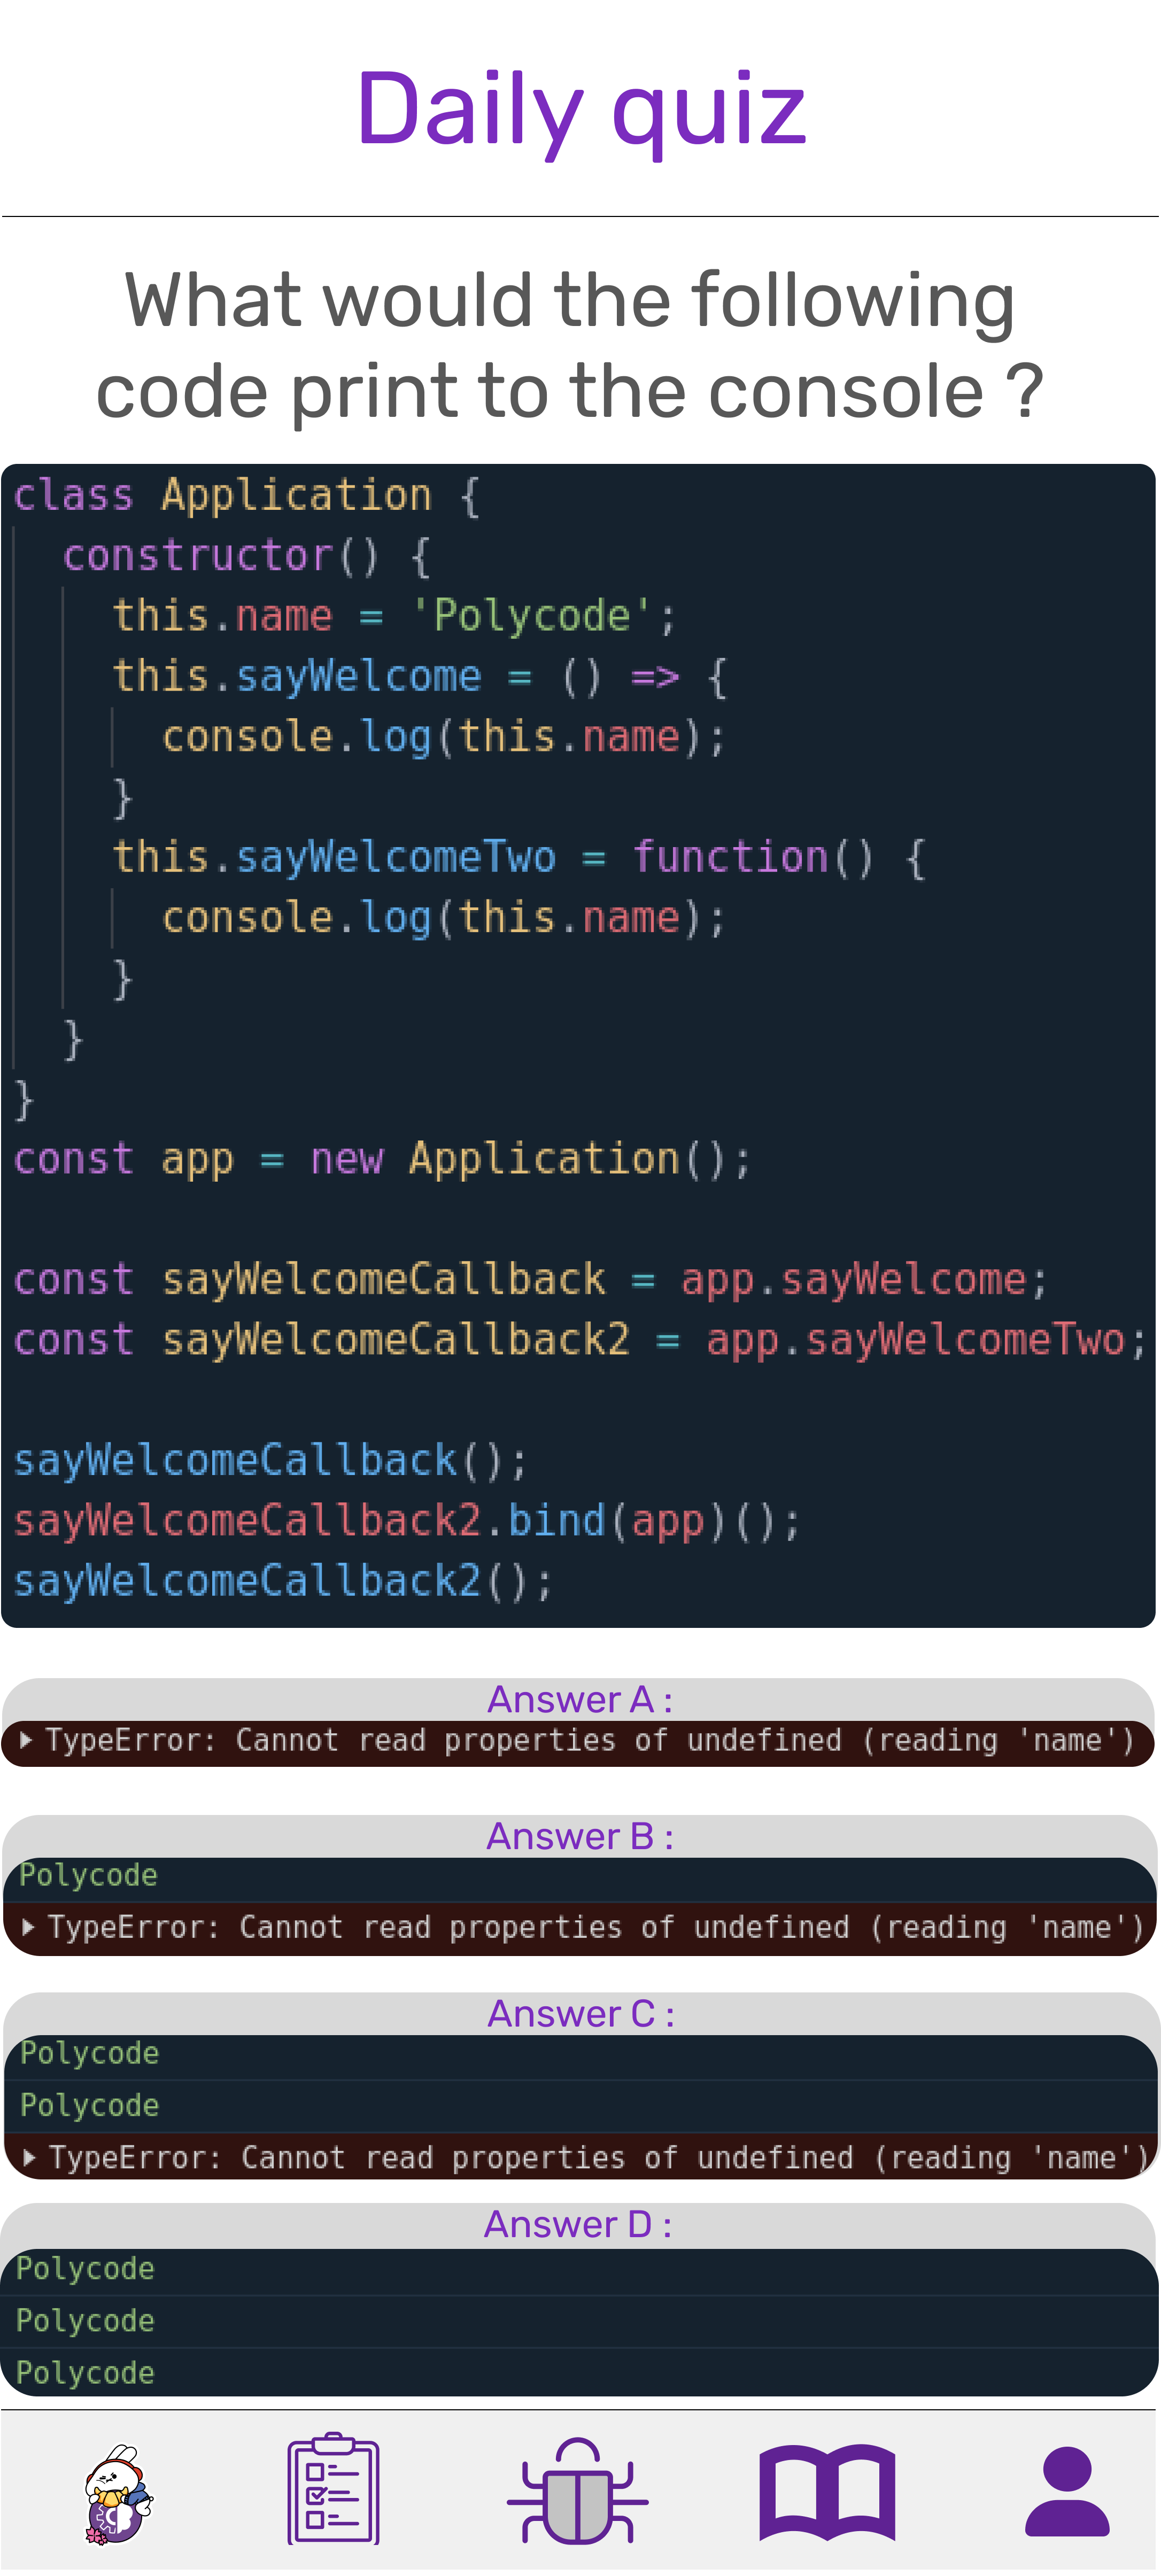 Daily quiz
What would the following
code print to the console ?
class Application {
  constructor() {
    this.name = 'Polycode';
    this.sayWelcome = () => {
      console.log(this.name);
    }
    this.sayWelcomeTwo = function() {
      console.log(this.name);
    }
  }
}
const app = new Application();
const sayWelcomeCallback = app.sayWelcome;
const sayWelcomeCallback2 = app.sayWelcomeTwo;
sayWelcomeCallback();
sayWelcomeCallback2.bind(app)();
sayWelcomeCallback2();
Answer A :
TypeError: Cannot read properties of undefined (reading 'name')
Answer B :
Polycode
TypeError: Cannot read properties of undefined (reading 'name')
Answer C :
Polycode
Polycode
TypeError: Cannot read properties of undefined (reading 'name')
Answer D :
Polycode
Polycode
Polycode